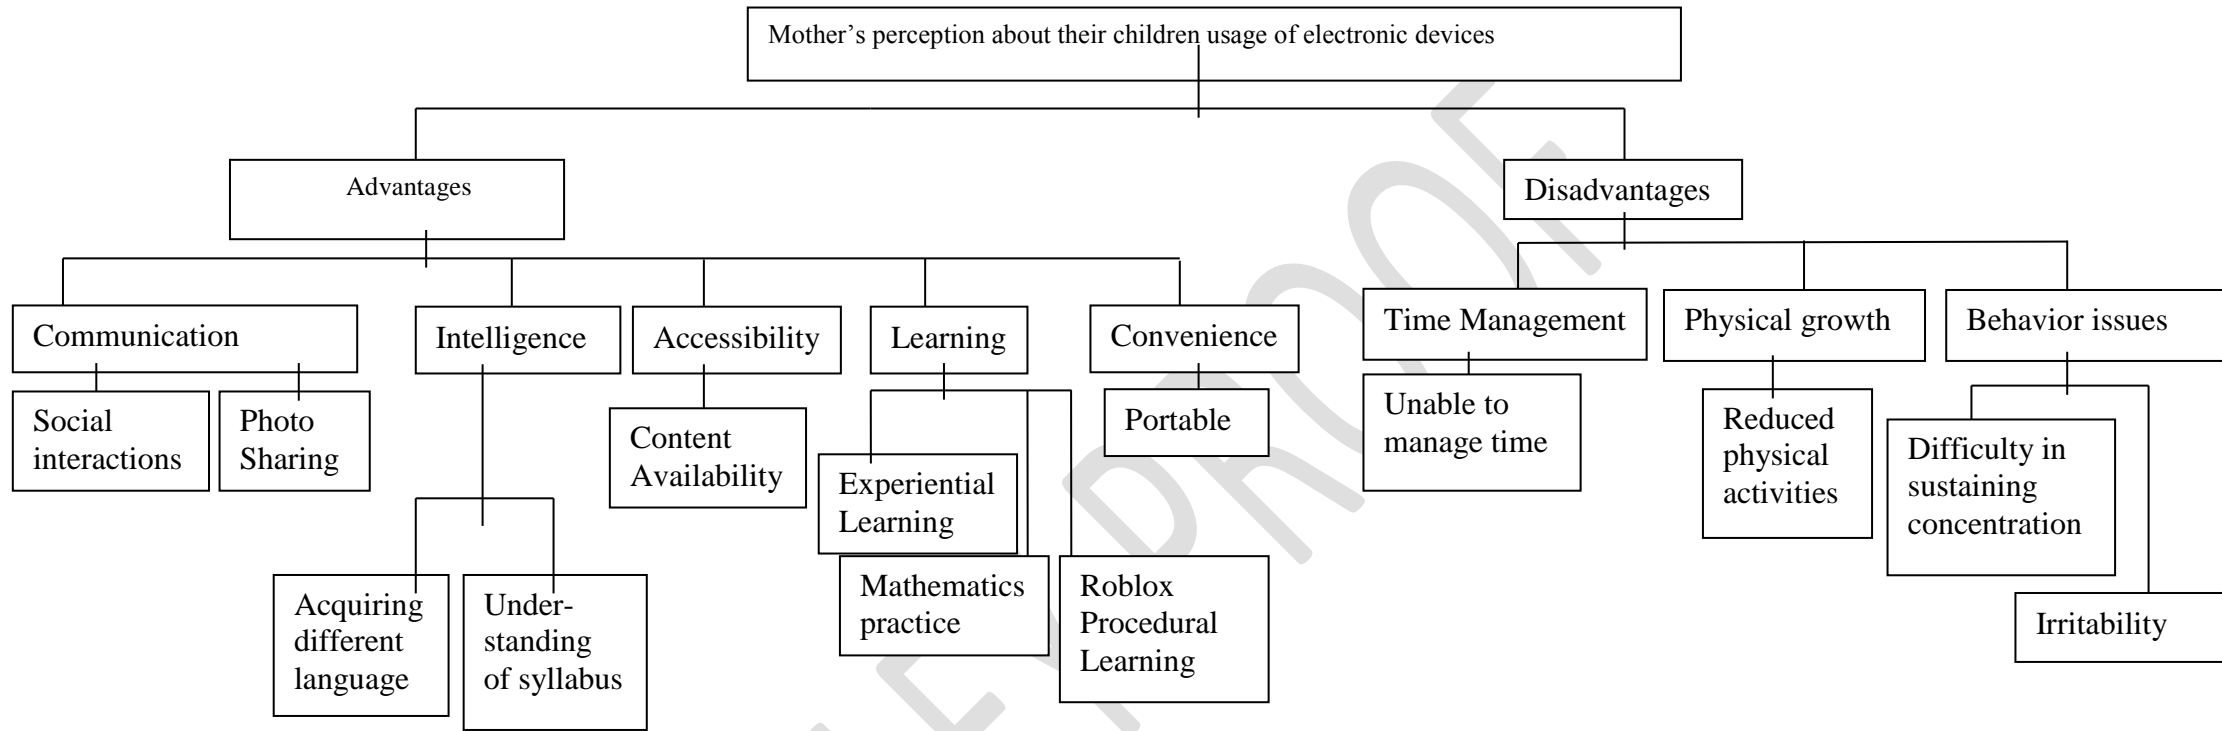 Mother’s perception about their children usage of electronic devices
Advantages
Disadvantages
Communication
Intelligence
Accessibility
Learning
Convenience
Time Management
Physical growth
Behavior issues
Social
interactions
Photo
Sharing
Content
Availability
Portable
Unable to
manage time
Reduced
physical
activities
Difficulty in
sustaining
concentration
Experiential
Learning
Acquiring
different
language
Under-
standing
of syllabus
Mathematics
practice
Roblox
Procedural
Learning
Irritability